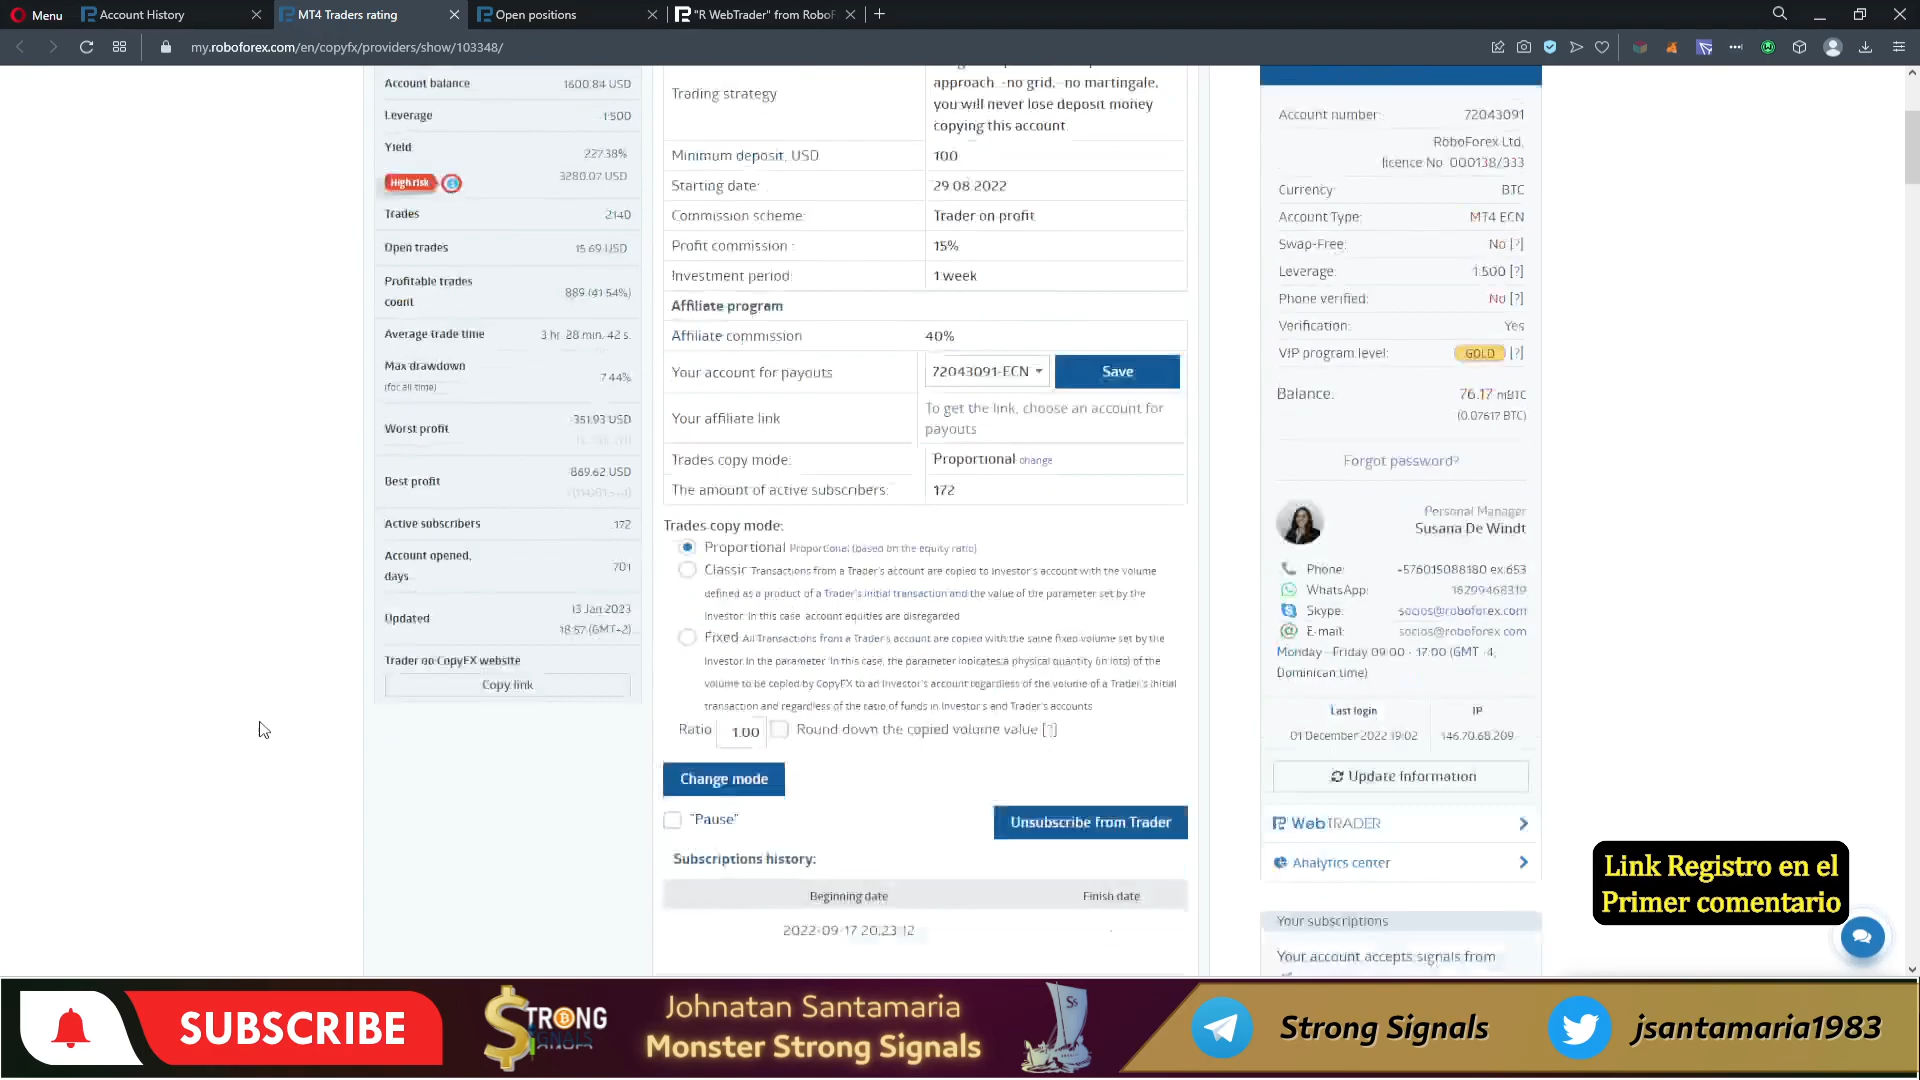 Menu
Account History
MT4 Traders rating
Open positions
"R WebTrader" from RoboF
my.roboforex.com/en/copyfx/providers/show/103348/
Account balance 1600.84 USD
Leverage 1:500
Yield 227.38%
3280.07 USD
High risk
Trades 2140
Open trades 15.69 USD
Profitable trades
count 889 (41.54%)
Average trade time 3 hr. 28 min. 42 s.
Max drawdown
(for all time) 7.44%
Worst profit -351.93 USD
Best profit 869.62 USD
Active subscribers 172
Account opened,
days 701
Updated 13 Jan 2023
18:57 (GMT+2)
Trader on CopyFX website
Copy link
Trading strategy
approach -no grid, -no martingale,
you will never lose deposit money
copying this account.
Minimum deposit, USD 100
Starting date: 29.08.2022
Commission scheme: Trader on profit
Profit commission : 15%
Investment period: 1 week
Affiliate program
Affiliate commission 40%
Your account for payouts 72043091-ECN Save
Your affiliate link To get the link, choose an account for
payouts
Trades copy mode: Proportional change
The amount of active subscribers: 172
Trades copy mode:
Proportional Proportional (based on the equity ratio)
Classic Transactions from a Trader's account are copied to Investor's account with the volume
defined as a product of a Trader's initial transaction and the value of the parameter set by the
Investor. In this case account equities are disregarded
Fixed All Transactions from a Trader's account are copied with the same fixed volume set by the
Investor in the parameter. In this case, the parameter indicates a physical quantity (in lots) of the
volume to be copied by CopyFX to an Investor's account regardless of the volume of a Trader's initial
transaction and regardless of the ratio of funds in Investor's and Trader's accounts
Ratio 1.00 Round down the copied volume value [?]
Change mode
"Pause"
Unsubscribe from Trader
Subscriptions history:
Beginning date Finish date
2022-09-17 20:23:12 -
Account number: 72043091
RoboForex Ltd,
licence No. 000138/333
Currency: BTC
Account Type: MT4 ECN
Swap-Free: No [?]
Leverage: 1:500 [?]
Phone verified: No [?]
Verification: Yes
VIP program level: GOLD [?]
Balance: 76.17 mBTC
(0.07617 BTC)
Forgot password?
Personal Manager
Susana De Windt
Phone: +576015088180 ex.653
WhatsApp: 16299468319
Skype: socios@roboforex.com
E-mail: socios@roboforex.com
Monday - Friday 09:00 - 17:00 (GMT -4,
Dominican time)
Last login IP
01 December 2022 19:02 146.70.68.209
Update Information
WebTRADER
Analytics center
Your subscriptions
Your account accepts signals from
Link Registro en el
Primer comentario
SUBSCRIBE
STRONG
SIGNALS
Johnatan Santamaria
Monster Strong Signals
Ss
Strong Signals
jsantamaria1983